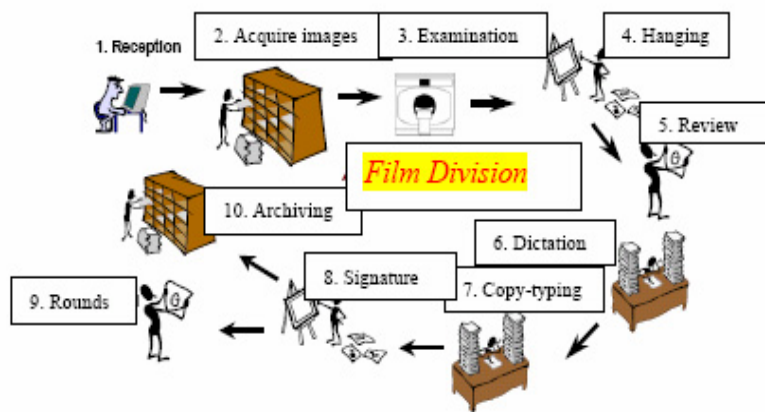 1. Reception
2. Acquire images
3. Examination
4. Hanging
5. Review
Film Division
6. Dictation
7. Copy-typing
8. Signature
9. Rounds
10. Archiving